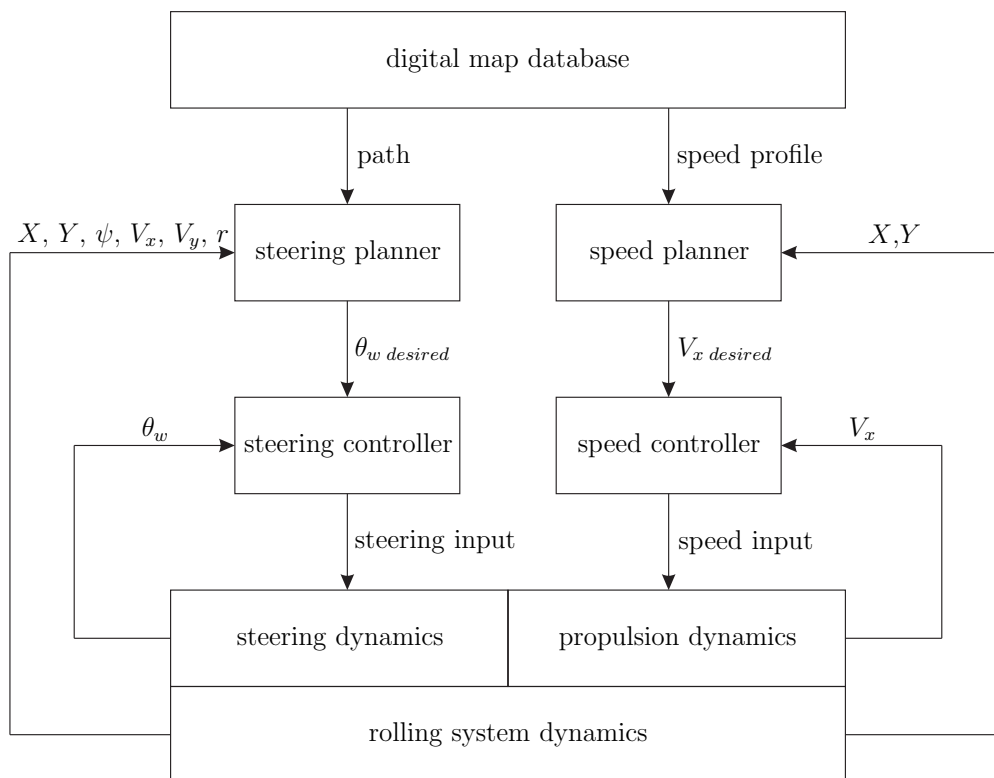 digital map database
path
speed profile
X, Y, ψ, V_x, V_y, r
steering planner
speed planner
X,Y
θ_w desired
V_x desired
θ_w
steering controller
speed controller
V_x
steering input
speed input
steering dynamics
propulsion dynamics
rolling system dynamics